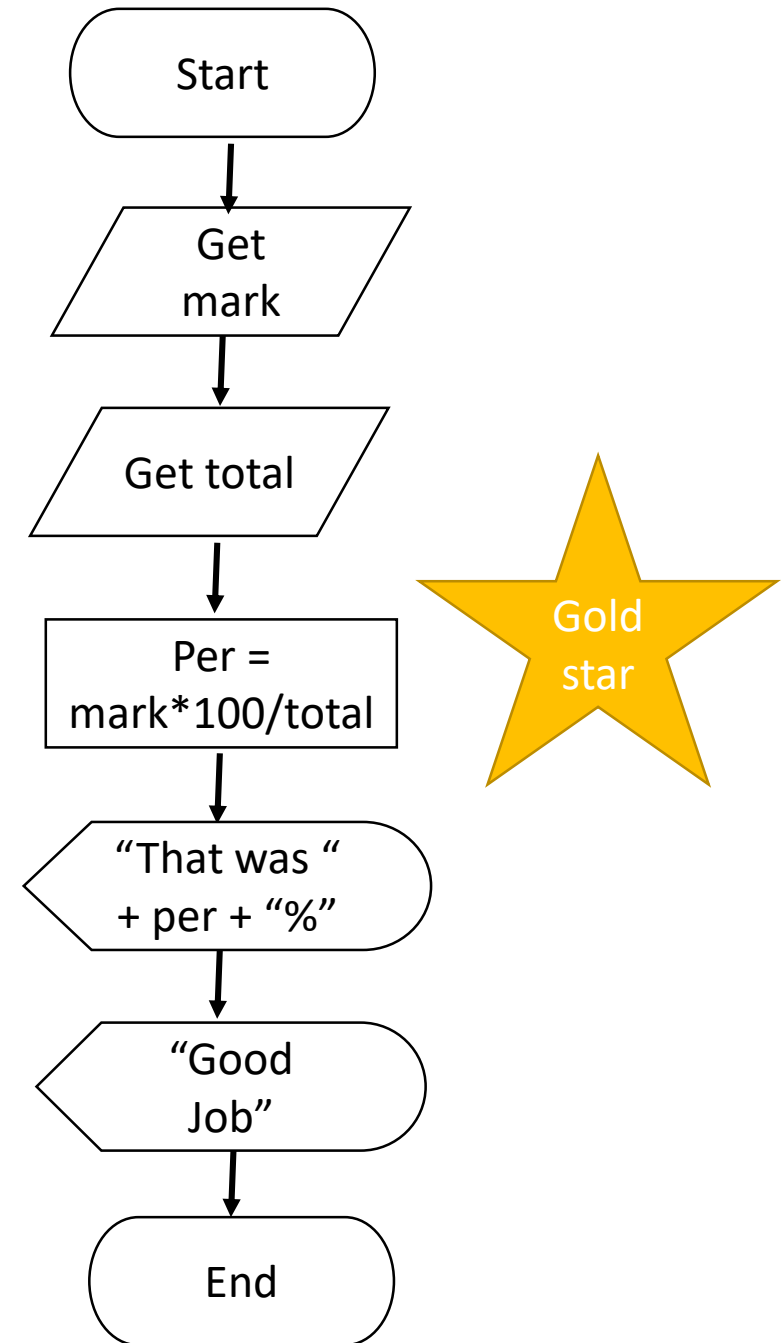 Start
Get
mark
Get total
Per =
mark*100/total
“That was “
+ per + “%”
“Good
Job”
End
Gold
star